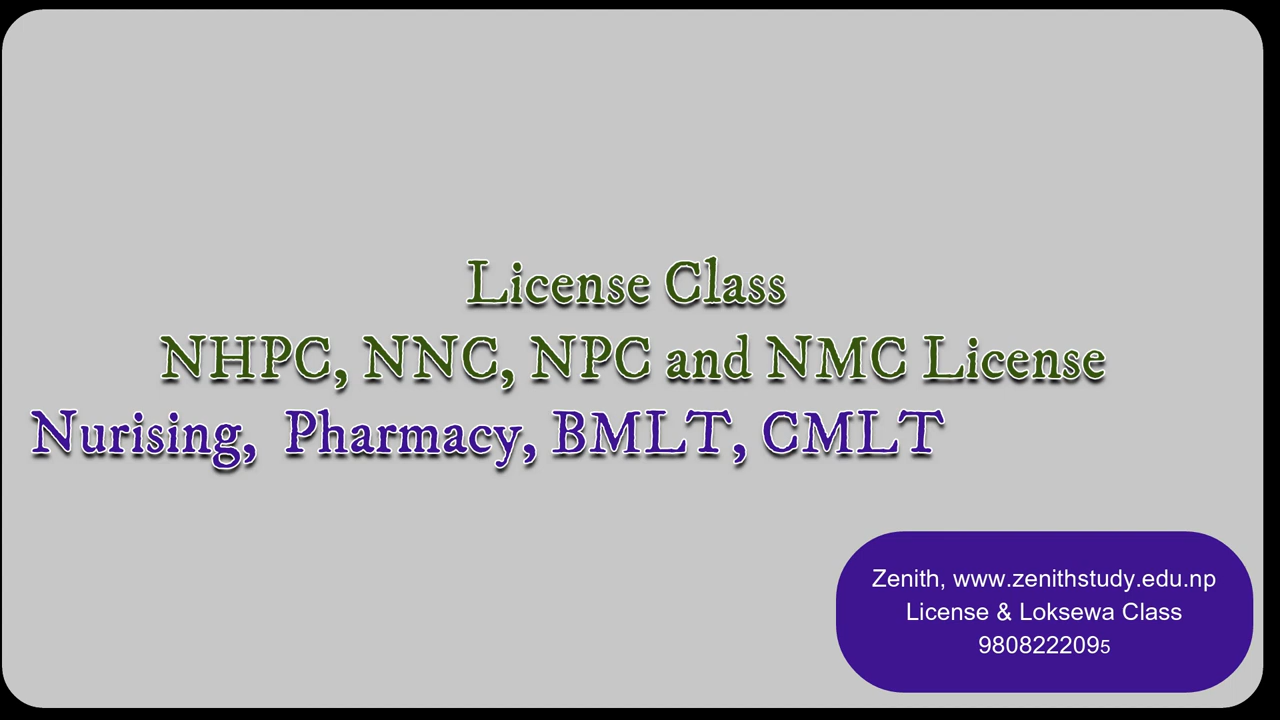 License Class
NHPC, NNC, NPC and NMC License
Nurising, Pharmacy, BMLT, CMLT
Zenith, www.zenithstudy.edu.np
License & Loksewa Class
9808222095